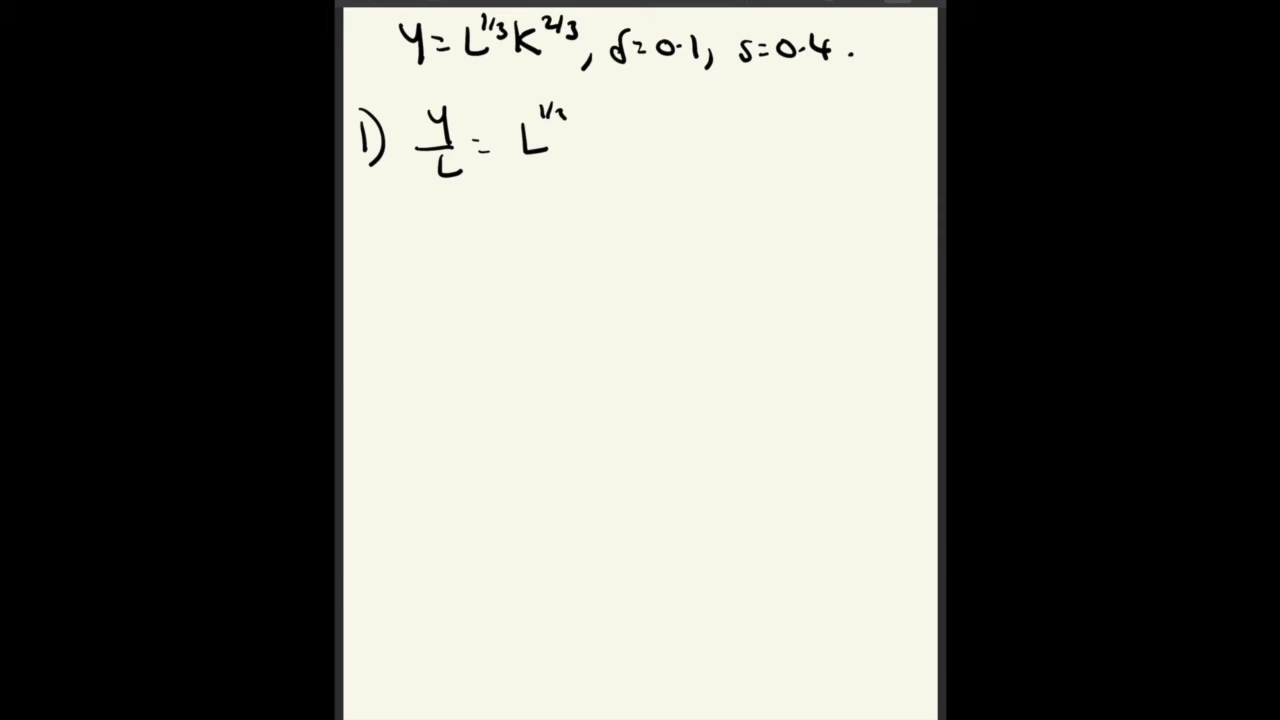 Y = L^{1/3} K^{2/3}, δ = 0.1, s = 0.4.
1) Y/L = L^{1/3}